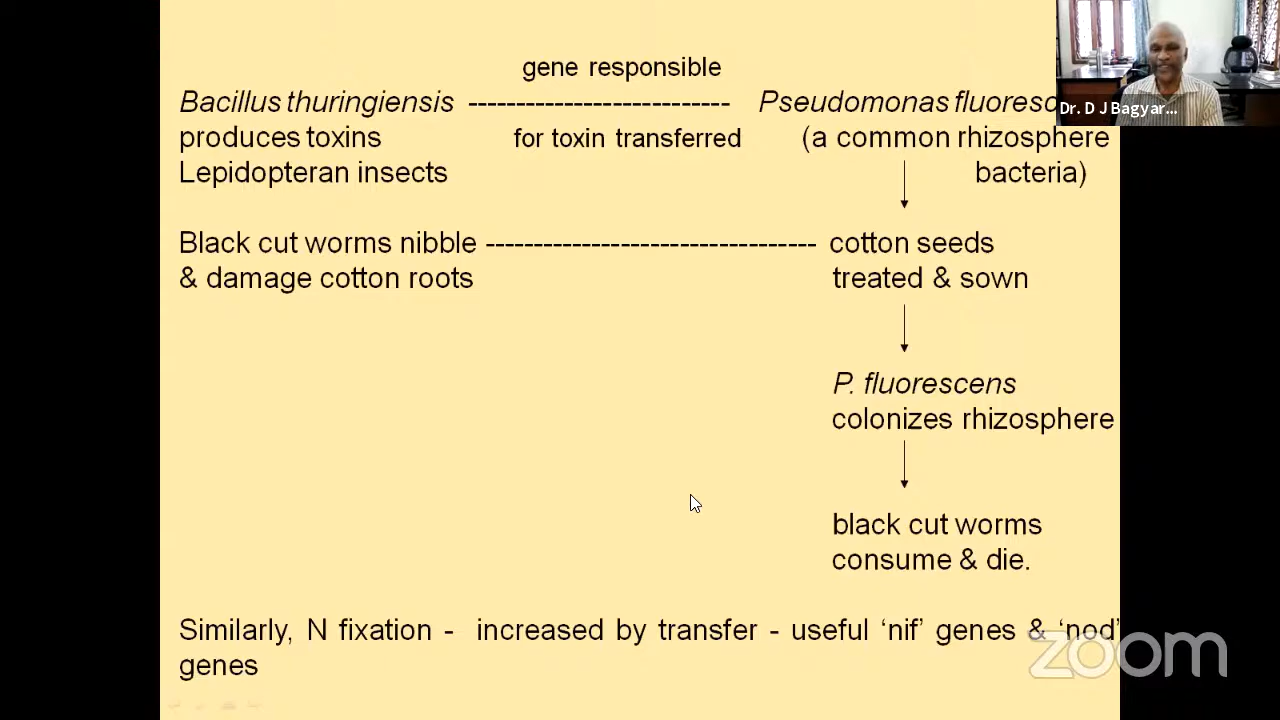 gene responsible
Bacillus thuringiensis --------------------------- Pseudomonas fluoresc
produces toxins for toxin transferred (a common rhizosphere
Lepidopteran insects bacteria)
Dr. D J Bagyar...
Black cut worms nibble ---------------------------------- cotton seeds
& damage cotton roots treated & sown
P. fluorescens
colonizes rhizosphere
black cut worms
consume & die.
Similarly, N fixation - increased by transfer - useful ‘nif’ genes & ‘nod’
genes
zoom